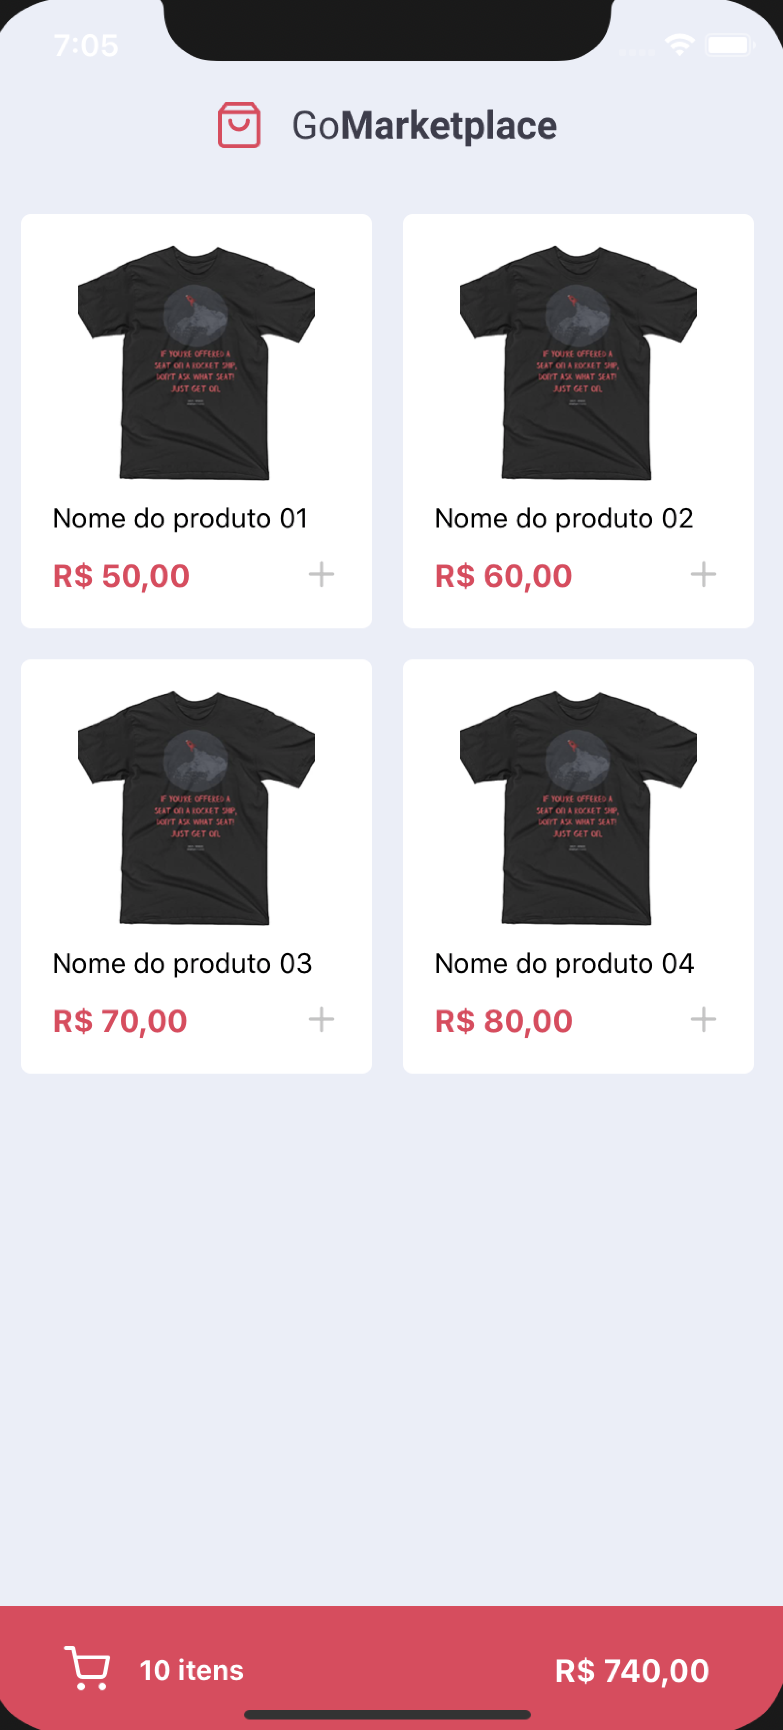 7:05
GoMarketplace
IF YOU'RE OFFERED A
SEAT ON A ROCKET SHIP,
DON'T ASK WHAT SEAT!
JUST GET ON.
Nome do produto 01
R$ 50,00
IF YOU'RE OFFERED A
SEAT ON A ROCKET SHIP,
DON'T ASK WHAT SEAT!
JUST GET ON.
Nome do produto 02
R$ 60,00
IF YOU'RE OFFERED A
SEAT ON A ROCKET SHIP,
DON'T ASK WHAT SEAT!
JUST GET ON.
Nome do produto 03
R$ 70,00
IF YOU'RE OFFERED A
SEAT ON A ROCKET SHIP,
DON'T ASK WHAT SEAT!
JUST GET ON.
Nome do produto 04
R$ 80,00
10 itens
R$ 740,00